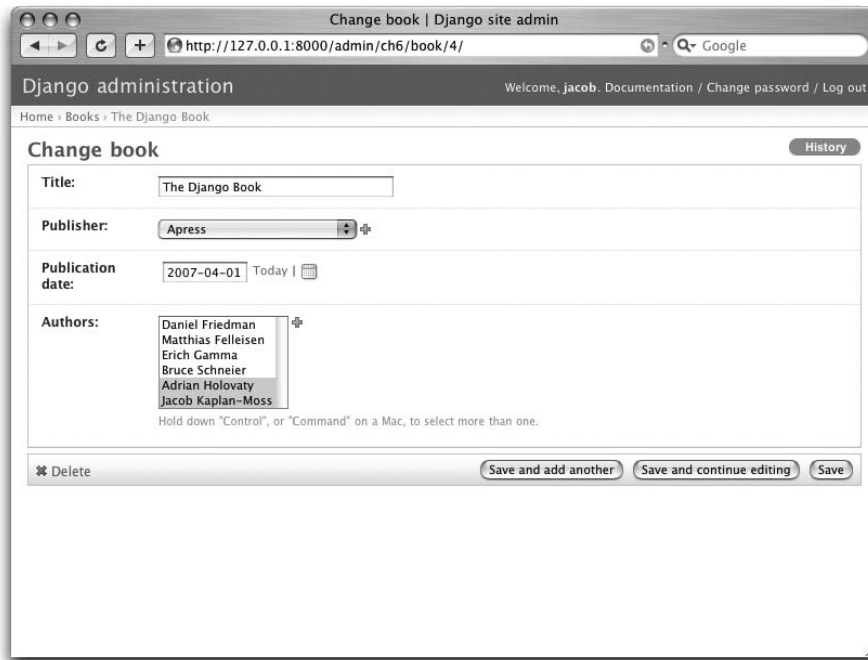 Change book | Django site admin
http://127.0.0.1:8000/admin/ch6/book/4/
Google
Django administration
Welcome, jacob. Documentation / Change password / Log out
Home › Books › The Django Book
Change book
History
Title:
The Django Book
Publisher:
Apress
Publication
date:
2007-04-01
Today |
Authors:
Daniel Friedman
Matthias Felleisen
Erich Gamma
Bruce Schneier
Adrian Holovaty
Jacob Kaplan-Moss
Hold down "Control", or "Command" on a Mac, to select more than one.
Delete
Save and add another
Save and continue editing
Save